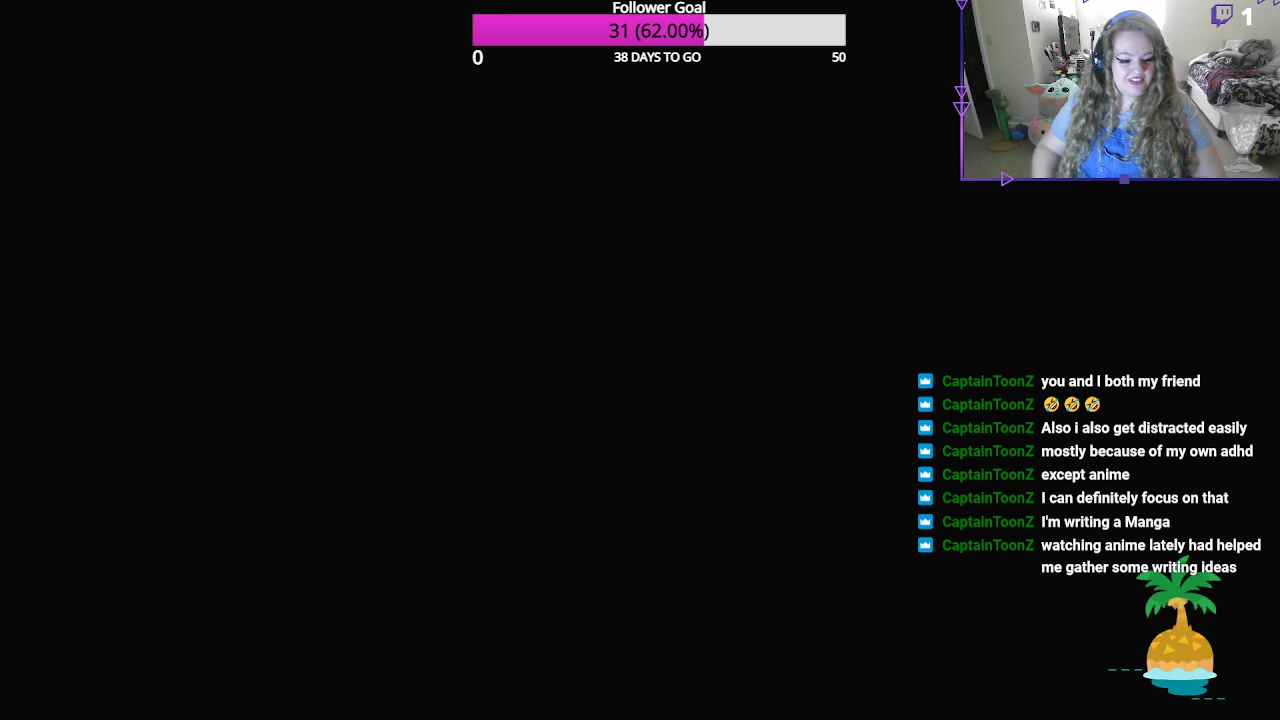 Follower Goal
31 (62.00%)
0 38 DAYS TO GO 50
1
CaptainToonZ you and I both my friend
CaptainToonZ 🤣 🤣 🤣
CaptainToonZ Also i also get distracted easily
CaptainToonZ mostly because of my own adhd
CaptainToonZ except anime
CaptainToonZ I can definitely focus on that
CaptainToonZ I'm writing a Manga
CaptainToonZ watching anime lately had helped
me gather some writing ideas